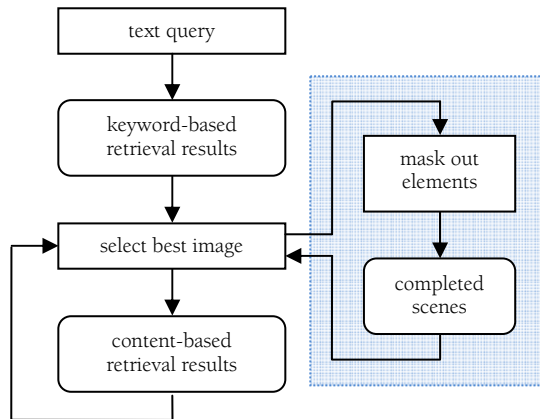 text query
keyword-based
retrieval results
select best image
content-based
retrieval results
mask out
elements
completed
scenes